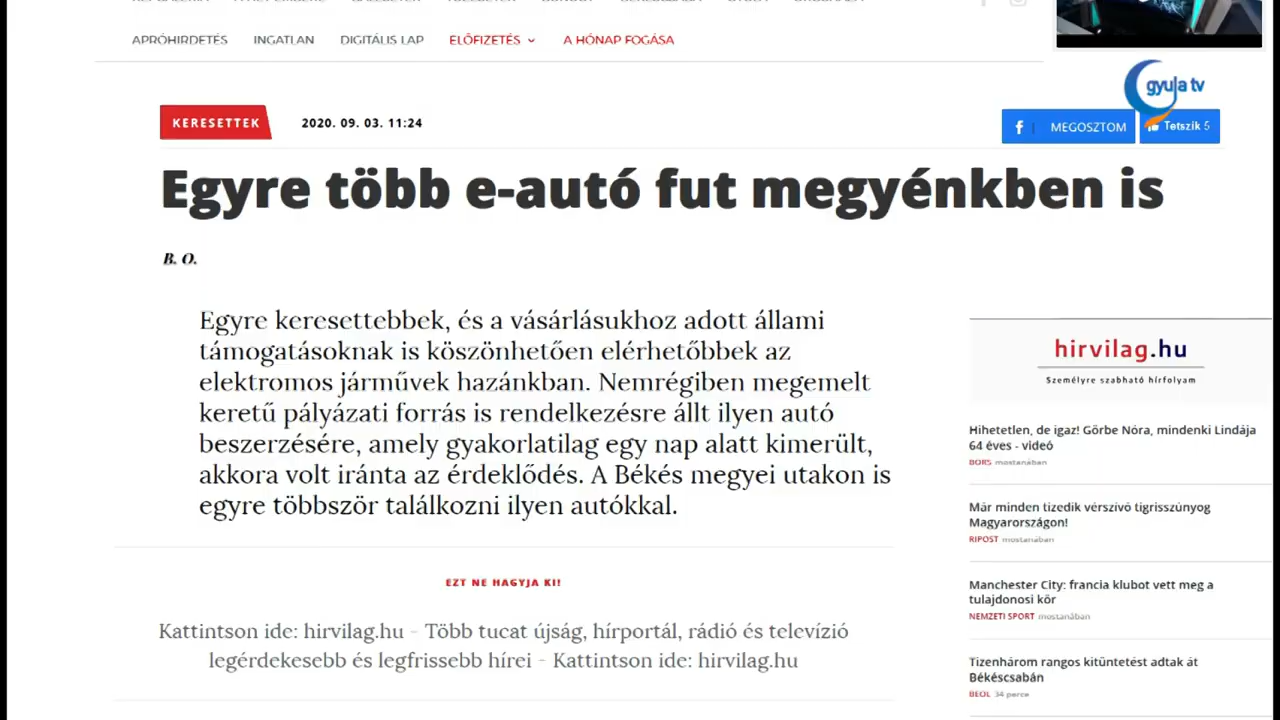 APRÓHIRDETÉS INGATLAN DIGITÁLIS LAP ELŐFIZETÉS A HÓNAP FOGÁSA
gyula tv
KERESETTEK 2020. 09. 03. 11:24
MEGOSZTOM Tetszik 5
Egyre több e-autó fut megyénkben is
B. O.
Egyre keresettebbek, és a vásárlásukhoz adott állami
támogatásoknak is köszönhetően elérhetőbbek az
elektromos járművek hazánkban. Nemrégiben megemelt
keretű pályázati forrás is rendelkezésre állt ilyen autó
beszerzésére, amely gyakorlatilag egy nap alatt kimerült,
akkora volt iránta az érdeklődés. A Békés megyei utakon is
egyre többször találkozni ilyen autókkal.
EZT NE HAGYJA KI!
Kattintson ide: hirvilag.hu - Több tucat újság, hírportál, rádió és televízió
legérdekesebb és legfrissebb hírei - Kattintson ide: hirvilag.hu
hirvilag.hu
Személyre szabható hírfolyam
Hihetetlen, de igaz! Görbe Nóra, mindenki Lindája
64 éves - videó
BORS mostanában
Már minden tizedik vérszívó tigrisszúnyog
Magyarországon!
RIPOST mostanában
Manchester City: francia klubot vett meg a
tulajdonosi kör
NEMZETI SPORT mostanában
Tizenhárom rangos kitüntetést adtak át
Békéscsabán
BEOL 34 perce